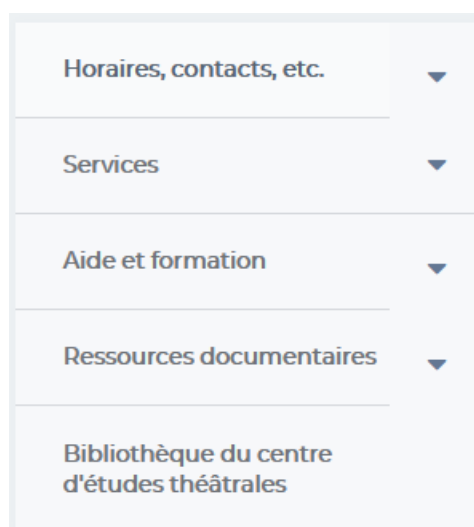 Horaires, contacts, etc.
Services
Aide et formation
Ressources documentaires
Bibliothèque du centre
d'études théâtrales